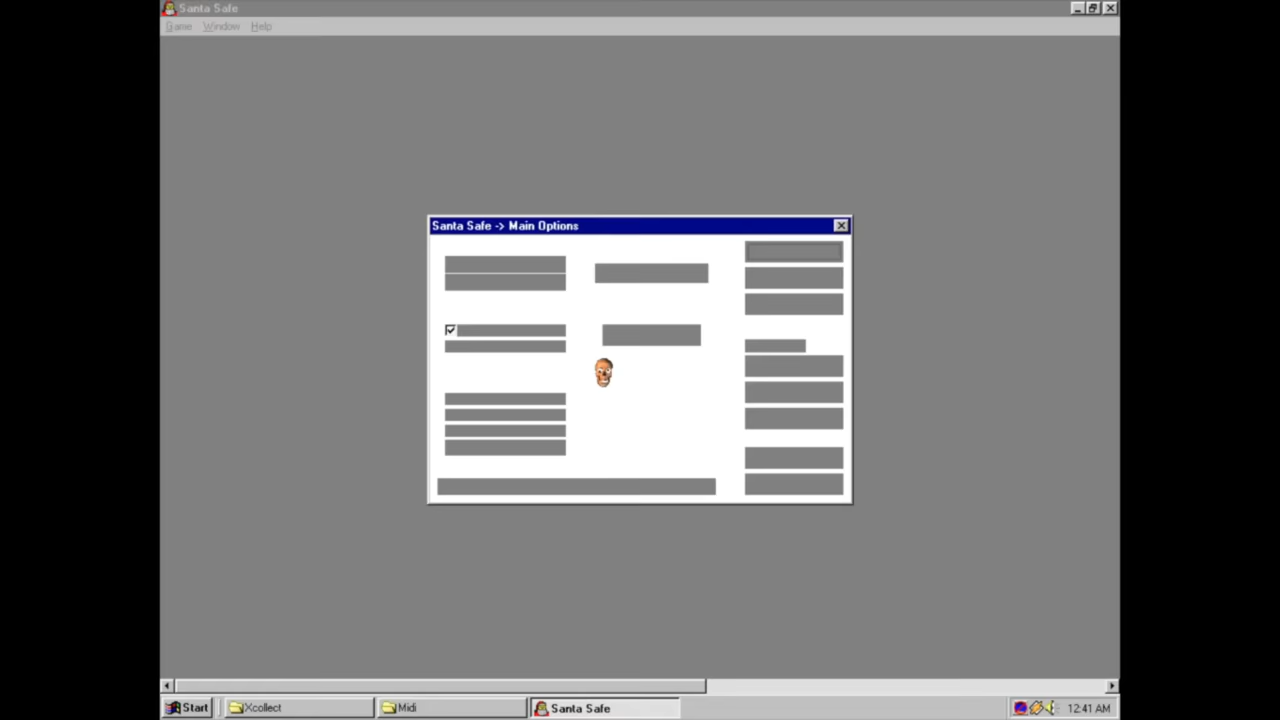 Santa Safe
Game Window Help
Santa Safe -> Main Options
Start
Xcollect
Midi
Santa Safe
12:41 AM